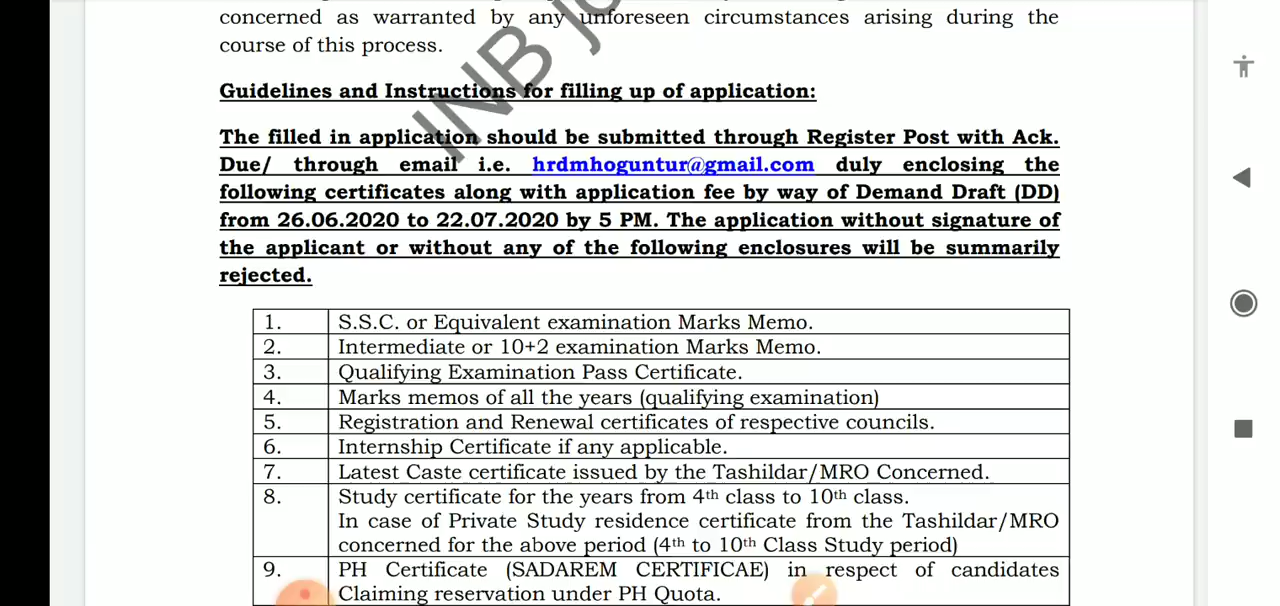 concerned as warranted by any unforeseen circumstances arising during the
course of this process.
INB
Guidelines and Instructions for filling up of application:
The filled in application should be submitted through Register Post with Ack.
Due/ through email i.e. hrdmhoguntur@gmail.com duly enclosing the
following certificates along with application fee by way of Demand Draft (DD)
from 26.06.2020 to 22.07.2020 by 5 PM. The application without signature of
the applicant or without any of the following enclosures will be summarily
rejected.
1. S.S.C. or Equivalent examination Marks Memo.
2. Intermediate or 10+2 examination Marks Memo.
3. Qualifying Examination Pass Certificate.
4. Marks memos of all the years (qualifying examination)
5. Registration and Renewal certificates of respective councils.
6. Internship Certificate if any applicable.
7. Latest Caste certificate issued by the Tashildar/MRO Concerned.
8. Study certificate for the years from 4th class to 10th class.
In case of Private Study residence certificate from the Tashildar/MRO
concerned for the above period (4th to 10th Class Study period)
9. PH Certificate (SADAREM CERTIFICAE) in respect of candidates
Claiming reservation under PH Quota.